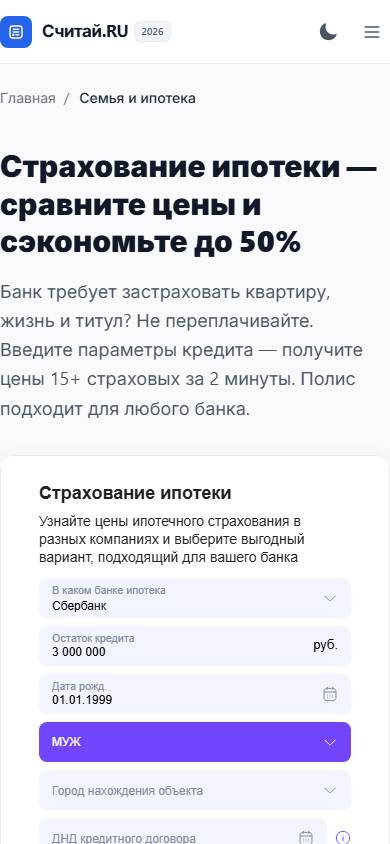 Считай.RU 2026
Главная / Семья и ипотека
Страхование ипотеки —
сравните цены и
сэкономьте до 50%
Банк требует застраховать квартиру,
жизнь и титул? Не переплачивайте.
Введите параметры кредита — получите
цены 15+ страховых за 2 минуты. Полис
подходит для любого банка.
Страхование ипотеки
Узнайте цены ипотечного страхования в
разных компаниях и выберите выгодный
вариант, подходящий для вашего банка
В каком банке ипотека
Сбербанк
Остаток кредита
3 000 000 руб.
Дата рожд.
01.01.1999
МУЖ
Город нахождения объекта
ДНД кредитного договора